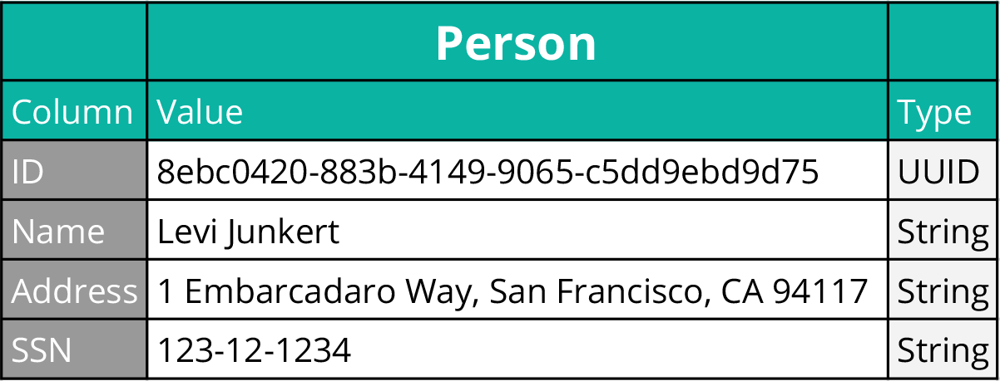 Person
Column Value Type
ID 8ebc0420-883b-4149-9065-c5dd9ebd9d75 UUID
Name Levi Junkert String
Address 1 Embarcadaro Way, San Francisco, CA 94117 String
SSN 123-12-1234 String